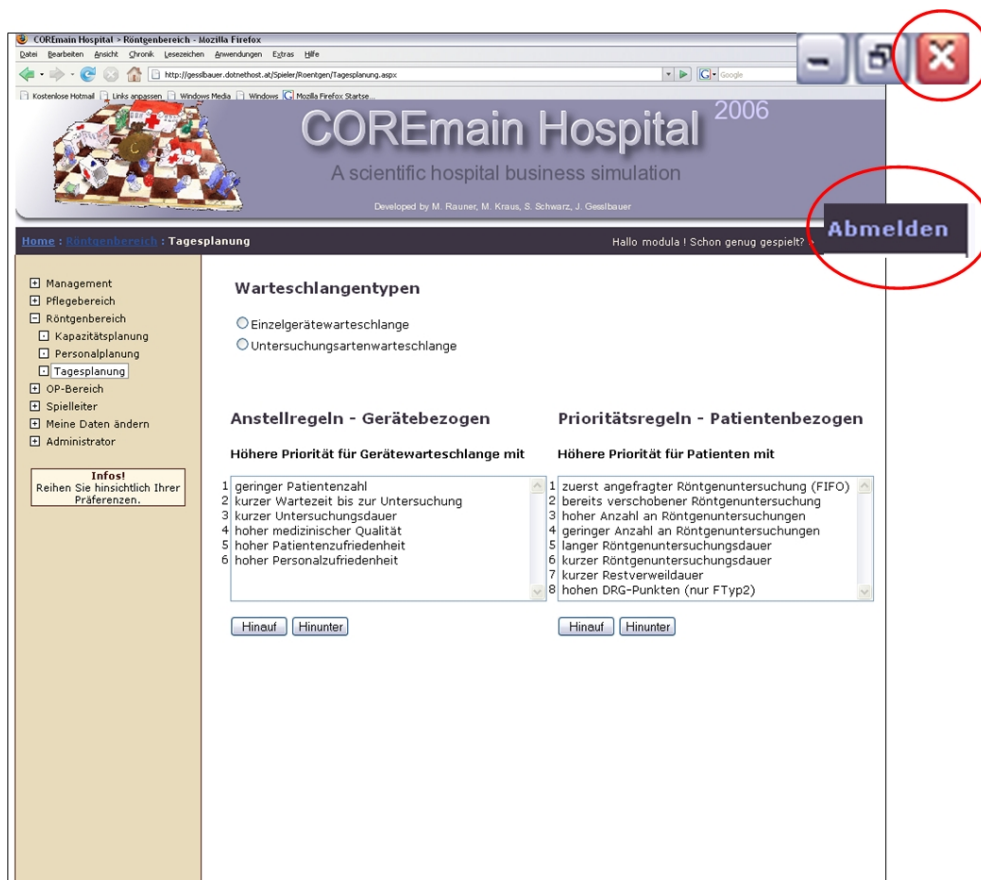 COREmain Hospital > Röntgenbereich - Mozilla Firefox
Datei Bearbeiten Ansicht Chronik Lesezeichen Anwendungen Extras Hilfe
http://gesslbauer.dotnethost.at/Spieler/Roentgen/Tagesplanung.aspx
Google
Kostenlose Hotmail Links anpassen Windows Media Windows Mozilla Firefox Startse...
COREmain Hospital 2006
A scientific hospital business simulation
Developed by M. Rauner, M. Kraus, S. Schwarz, J. Gesslbauer
Home : Röntgenbereich : Tagesplanung
Hallo modula ! Schon genug gespielt? >
Abmelden
Management
Pflegebereich
Röntgenbereich
Kapazitätsplanung
Personalplanung
Tagesplanung
OP-Bereich
Spielleiter
Meine Daten ändern
Administrator
Infos!
Reihen Sie hinsichtlich Ihrer
Präferenzen.
Warteschlangentypen
Einzelgerätewarteschlange
Untersuchungsartenwarteschlange
Anstellregeln - Gerätebezogen
Höhere Priorität für Gerätewarteschlange mit
1 geringer Patientenzahl
2 kurzer Wartezeit bis zur Untersuchung
3 kurzer Untersuchungsdauer
4 hoher medizinischer Qualität
5 hoher Patientenzufriedenheit
6 hoher Personalzufriedenheit
Hinauf Hinunter
Prioritätsregeln - Patientenbezogen
Höhere Priorität für Patienten mit
1 zuerst angefragter Röntgenuntersuchung (FIFO)
2 bereits verschobener Röntgenuntersuchung
3 hoher Anzahl an Röntgenuntersuchungen
4 geringer Anzahl an Röntgenuntersuchungen
5 langer Röntgenuntersuchungsdauer
6 kurzer Röntgenuntersuchungsdauer
7 kurzer Restverweildauer
8 hohen DRG-Punkten (nur FTyp2)
Hinauf Hinunter